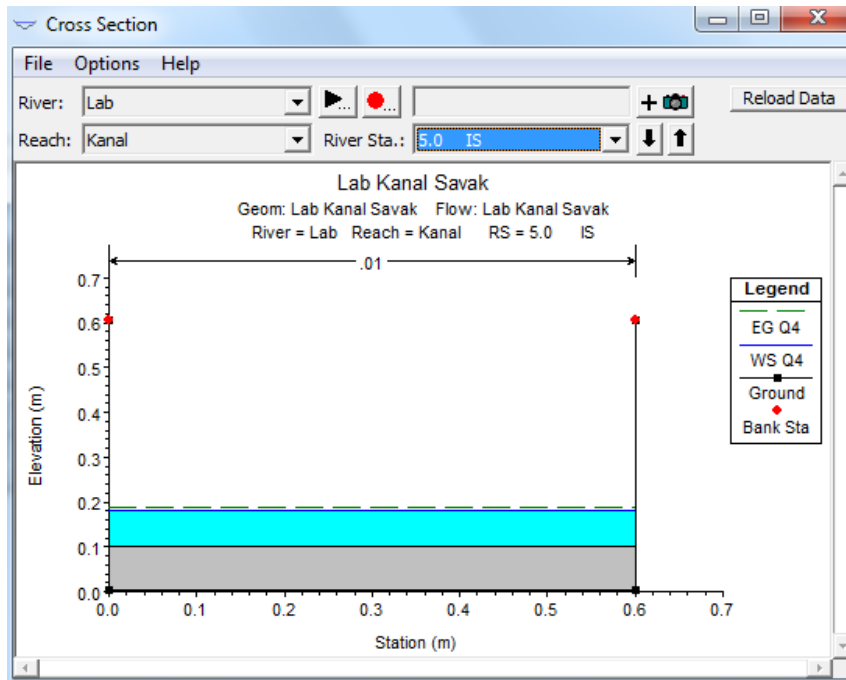 Cross Section
File Options Help
River: Lab
Reload Data
Reach: Kanal River Sta.: 5.0 IS
Lab Kanal Savak
Geom: Lab Kanal Savak Flow: Lab Kanal Savak
River = Lab Reach = Kanal RS = 5.0 IS
.01
0.7
0.6
0.5
0.4
0.3
0.2
0.1
0.0
Elevation (m)
0.0 0.1 0.2 0.3 0.4 0.5 0.6 0.7
Station (m)
Legend
EG Q4
WS Q4
Ground
Bank Sta